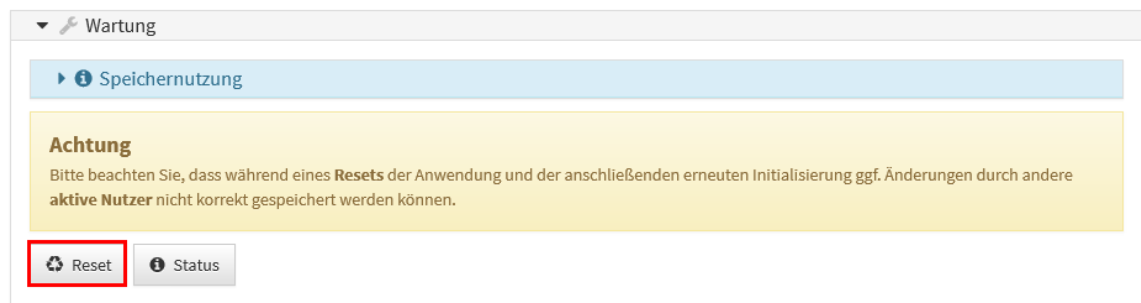 Wartung
Speichernutzung
Achtung
Bitte beachten Sie, dass während eines Resets der Anwendung und der anschließenden erneuten Initialisierung ggf. Änderungen durch andere
aktive Nutzer nicht korrekt gespeichert werden können.
Reset Status